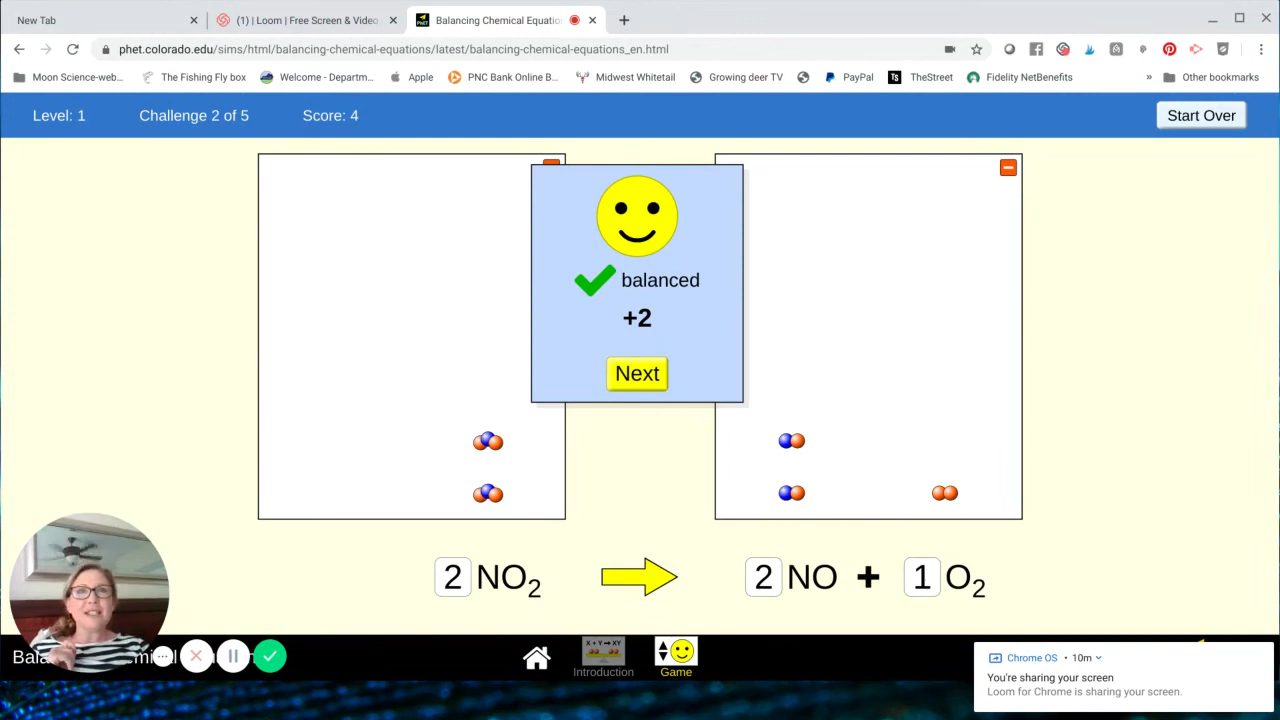 New Tab
(1) | Loom | Free Screen & Video
Balancing Chemical Equatio
phet.colorado.edu/sims/html/balancing-chemical-equations/latest/balancing-chemical-equations_en.html
Moon Science-web...
The Fishing Fly box
Welcome - Departm...
Apple
PNC Bank Online B...
Midwest Whitetail
Growing deer TV
PayPal
TS
TheStreet
Fidelity NetBenefits
»
Other bookmarks
Level: 1
Challenge 2 of 5
Score: 4
Start Over
balanced
+2
Next
2 NO₂
2 NO + 1 O₂
X + Y → XY
Introduction
Game
Chrome OS • 10m
You're sharing your screen
Loom for Chrome is sharing your screen.